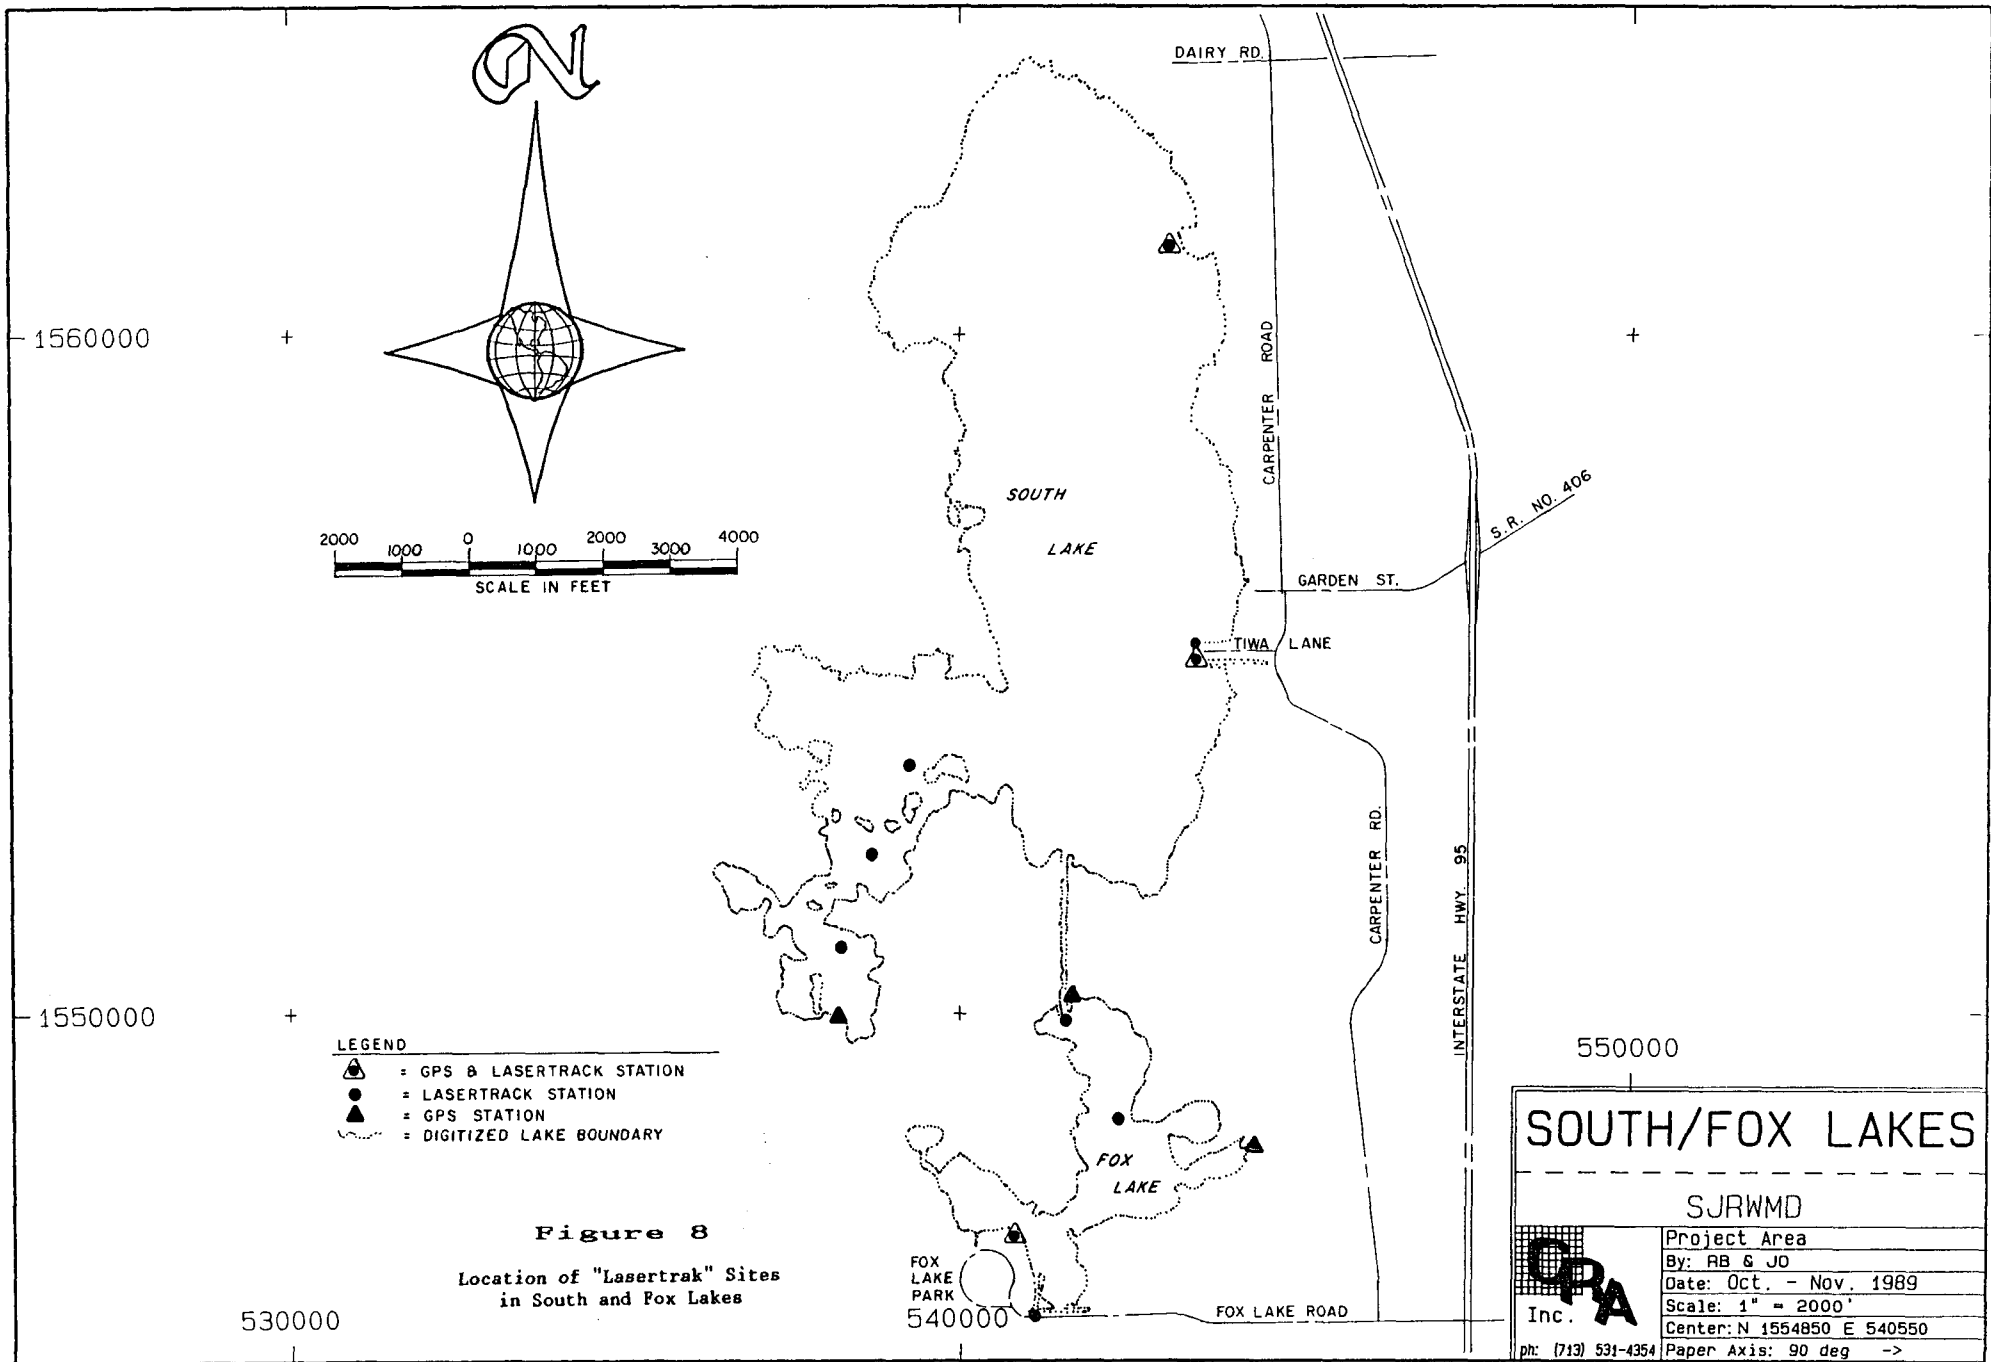 N
DAIRY RD.
1560000
CARPENTER ROAD
SOUTH
LAKE
S.R. NO. 406
2000 1000 0 1000 2000 3000 4000
SCALE IN FEET
GARDEN ST.
TIWA LANE
CARPENTER RD.
INTERSTATE HWY. 95
1550000
550000
LEGEND
= GPS & LASERTRACK STATION
= LASERTRACK STATION
= GPS STATION
= DIGITIZED LAKE BOUNDARY
FOX
LAKE
Figure 8
Location of "Lasertrak" Sites
in South and Fox Lakes
FOX
LAKE
PARK
530000
540000
FOX LAKE ROAD
SOUTH/FOX LAKES
SJRWMD
CPA
Inc.
ph: (713) 531-4354
Project Area
By: RB & JO
Date: Oct. - Nov. 1989
Scale: 1" = 2000'
Center: N 1554850 E 540550
Paper Axis: 90 deg ->